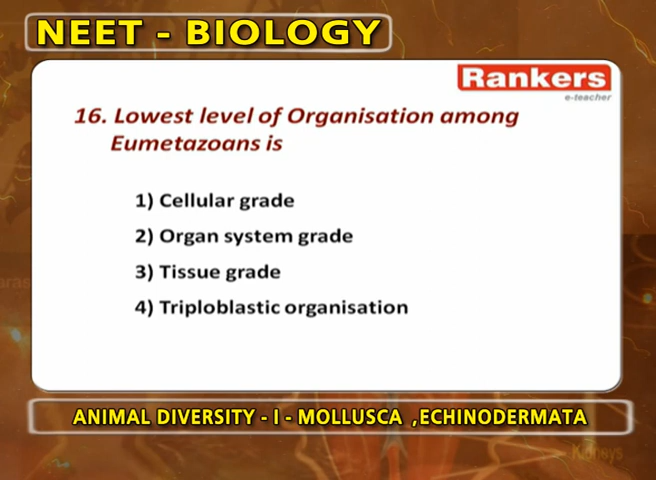 NEET - BIOLOGY
Rankers
e-teacher
16. Lowest level of Organisation among
Eumetazoans is
1) Cellular grade
2) Organ system grade
3) Tissue grade
4) Triploblastic organisation
ANIMAL DIVERSITY - I - MOLLUSCA ,ECHINODERMATA
Kidneys